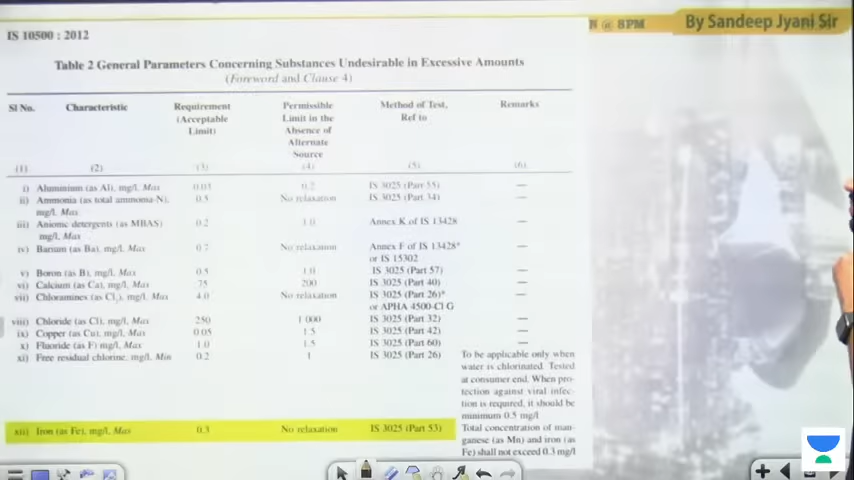 N @ 8PM By Sandeep Jyani Sir
IS 10500 : 2012
Table 2 General Parameters Concerning Substances Undesirable in Excessive Amounts
(Foreword and Clause 4)
Sl No. Characteristic Requirement (Acceptable Limit) Permissible Limit in the Absence of Alternate Source Method of Test, Ref to Remarks
(1) (2) (3) (4) (5) (6)
i) Aluminium (as Al), mg/l, Max 0.03 0.2 IS 3025 (Part 55) —
ii) Ammonia (as total ammonia-N), mg/l, Max 0.5 No relaxation IS 3025 (Part 34) —
iii) Anionic detergents (as MBAS) mg/l, Max 0.2 1.0 Annex K of IS 13428 —
iv) Barium (as Ba), mg/l, Max 0.7 No relaxation Annex F of IS 13428* or IS 15302 —
v) Boron (as B), mg/l, Max 0.5 1.0 IS 3025 (Part 57) —
vi) Calcium (as Ca), mg/l, Max 75 200 IS 3025 (Part 40) —
vii) Chloramines (as Cl₂), mg/l, Max 4.0 No relaxation IS 3025 (Part 26)* or APHA 4500-Cl G —
viii) Chloride (as Cl), mg/l, Max 250 1 000 IS 3025 (Part 32) —
ix) Copper (as Cu), mg/l, Max 0.05 1.5 IS 3025 (Part 42) —
x) Fluoride (as F) mg/l, Max 1.0 1.5 IS 3025 (Part 60) —
xi) Free residual chlorine, mg/l, Min 0.2 1 IS 3025 (Part 26) To be applicable only when
water is chlorinated. Tested
at consumer end. When pro-
tection against viral infec-
tion is required, it should be
minimum 0.5 mg/l
xii) Iron (as Fe), mg/l, Max 0.3 No relaxation IS 3025 (Part 53) Total concentration of man-
ganese (as Mn) and iron (as
Fe) shall not exceed 0.3 mg/l